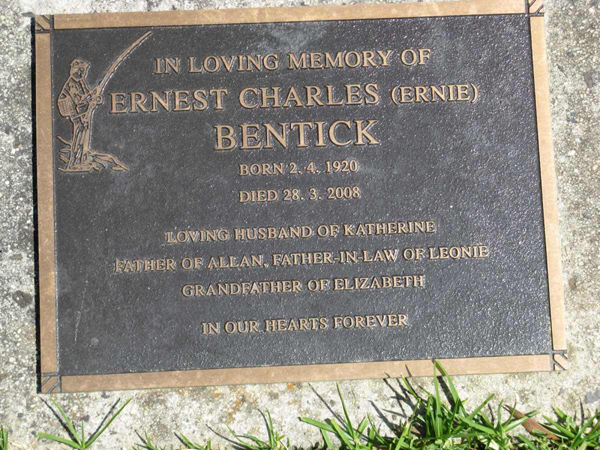 IN LOVING MEMORY OF
ERNEST CHARLES (ERNIE)
BENTICK
BORN 2. 4. 1920
DIED 28. 3. 2008
LOVING HUSBAND OF KATHERINE
FATHER OF ALLAN, FATHER-IN-LAW OF LEONIE
GRANDFATHER OF ELIZABETH
IN OUR HEARTS FOREVER